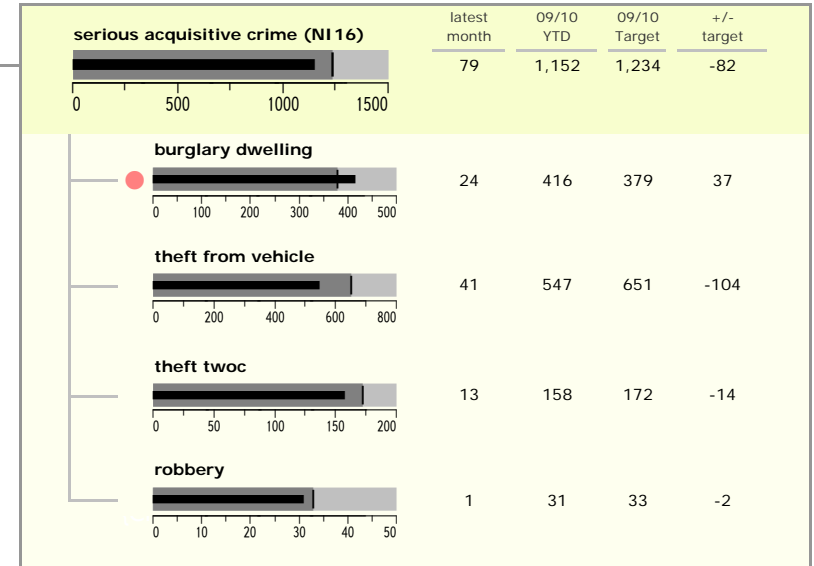 latest 09/10 09/10 +/-
month YTD Target target
serious acquisitive crime (NI16)
79 1,152 1,234 -82
0 500 1000 1500
burglary dwelling
24 416 379 37
0 100 200 300 400 500
theft from vehicle
41 547 651 -104
0 200 400 600 800
theft twoc
13 158 172 -14
0 50 100 150 200
robbery
1 31 33 -2
0 10 20 30 40 50